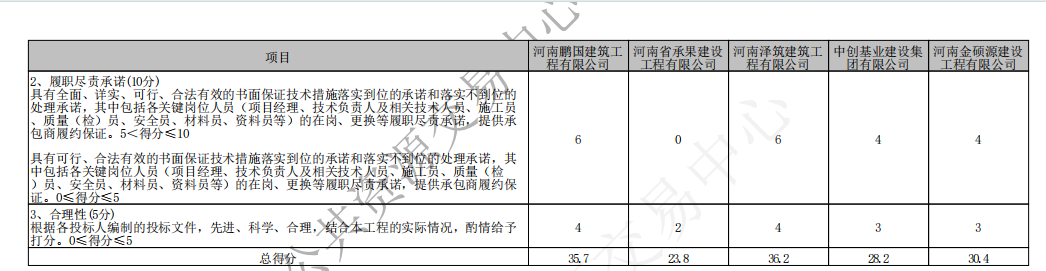 项目
河南鹏国建筑工
程有限公司
河南省承果建设
工程有限公司
河南泽筑建筑工
程有限公司
中创基业建设集
团有限公司
河南金硕源建设
工程有限公司
2、履职尽责承诺(10分)
具有全面、详实、可行、合法有效的书面保证技术措施落实到位的承诺和落实不到位的
处理承诺，其中包括各关键岗位人员（项目经理、技术负责人及相关技术人员、施工员
、质量（检）员、安全员、材料员、资料员等）的在岗、更换等履职尽责承诺，提供承
包商履约保证。5＜得分≤10
具有可行、合法有效的书面保证技术措施落实到位的承诺和落实不到位的处理承诺，其
中包括各关键岗位人员（项目经理、技术负责人及相关技术人员、施工员、质量（检
）员、安全员、材料员、资料员等）的在岗、更换等履职尽责承诺，提供承包商履约保
证。0≤得分≤5
6 0 6 4 4
3、合理性(5分)
根据各投标人编制的投标文件，先进、科学、合理，结合本工程的实际情况，酌情给予
打分。0≤得分≤5
4 2 4 3 3
总得分 35.7 23.8 36.2 28.2 30.4
公共资源交易中心
交易中心